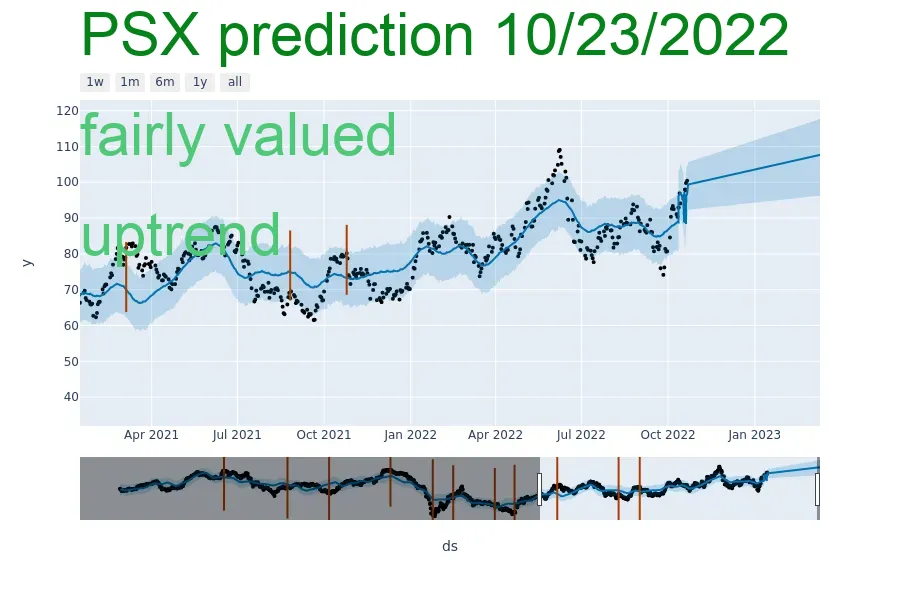 PSX prediction 10/23/2022
1w 1m 6m 1y all
120
fairly valued
110
100
90
uptrend
80
y
70
60
50
40
Apr 2021 Jul 2021 Oct 2021 Jan 2022 Apr 2022 Jul 2022 Oct 2022 Jan 2023
ds